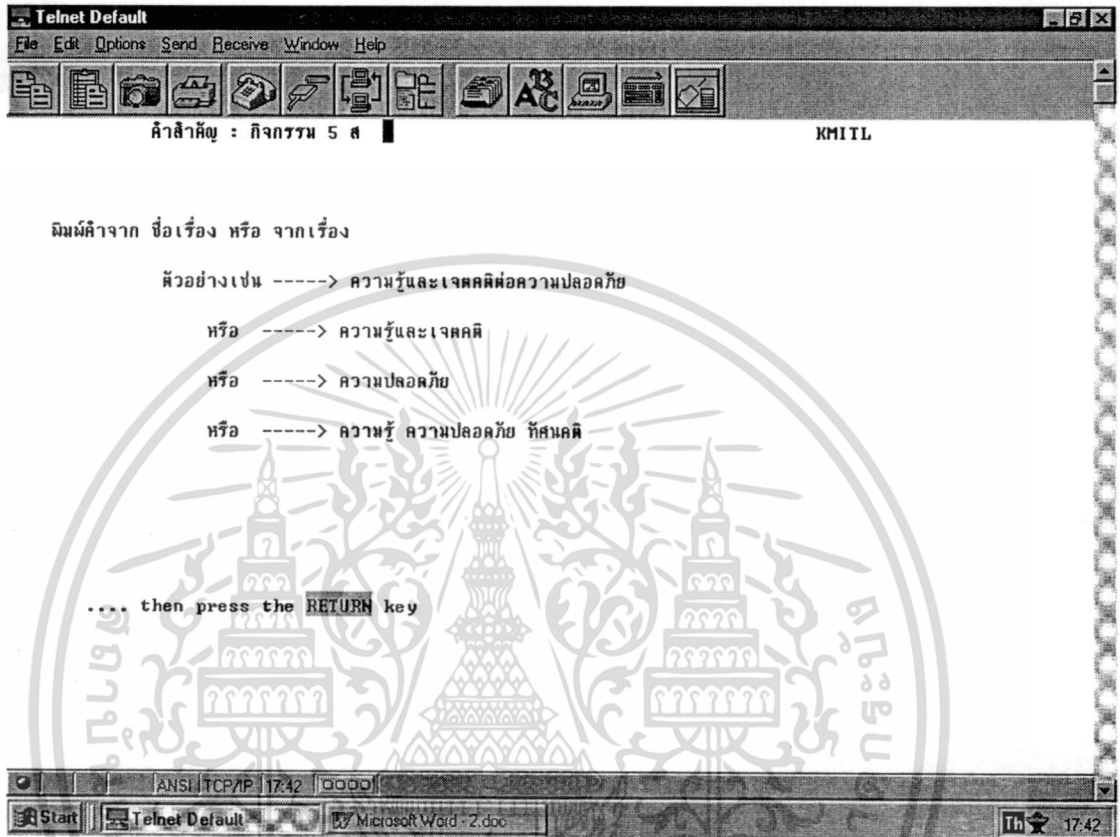 Telnet Default
File Edit Options Send Receive Window Help
คำสำคัญ : กิจกรรม 5 ส KMITL
พิมพ์คำจาก ชื่อเรื่อง หรือ จากเรื่อง
ตัวอย่างเช่น -----> ความรู้และเจตคติต่อความปลอดภัย
หรือ -----> ความรู้และเจตคติ
หรือ -----> ความปลอดภัย
หรือ -----> ความรู้ ความปลอดภัย ทัศนคติ
.... then press the RETURN key
ANSI TCP/IP 17:42
Start Telnet Default Microsoft Word - 2.doc Th 17:42